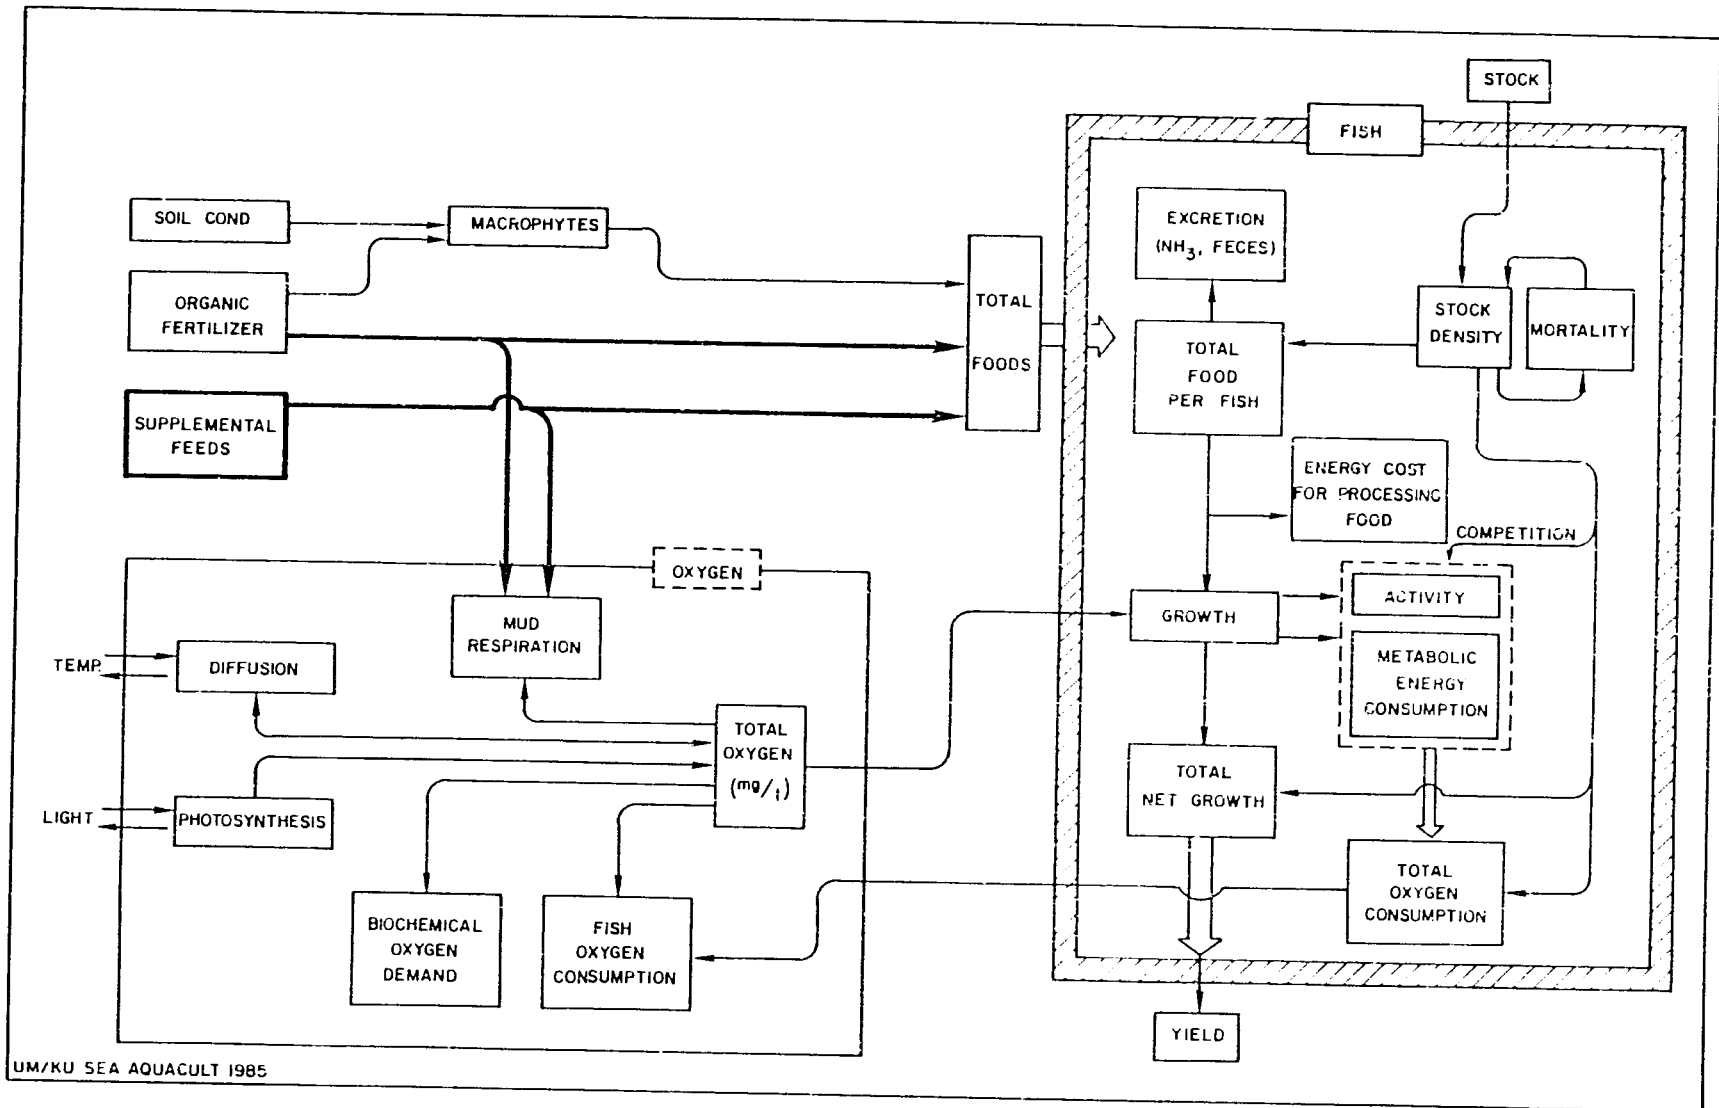 STOCK
FISH
SOIL COND
MACROPHYTES
EXCRETION
(NH3, FECES)
ORGANIC
FERTILIZER
TOTAL
FOODS
STOCK
DENSITY
MORTALITY
TOTAL
FOOD
PER FISH
SUPPLEMENTAL
FEEDS
ENERGY COST
FOR PROCESSING
FOOD
COMPETITION
OXYGEN
ACTIVITY
MUD
RESPIRATION
GROWTH
METABOLIC
ENERGY
CONSUMPTION
TEMP.
DIFFUSION
TOTAL
OXYGEN
(mg/l)
TOTAL
NET GROWTH
LIGHT
PHOTOSYNTHESIS
TOTAL
OXYGEN
CONSUMPTION
BIOCHEMICAL
OXYGEN
DEMAND
FISH
OXYGEN
CONSUMPTION
YIELD
UM/KU SEA AQUACULT 1985